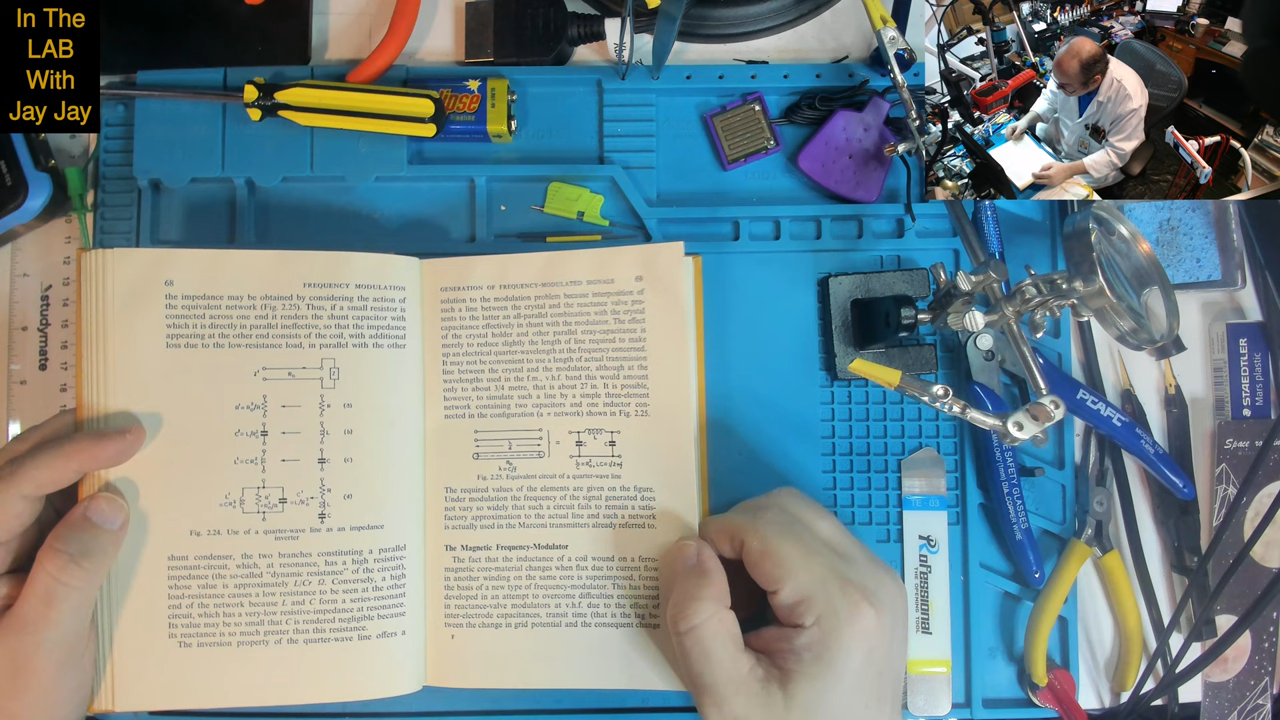 In The
LAB
With
Jay Jay
68
FREQUENCY MODULATION
the impedance may be obtained by considering the action of
the equivalent network (Fig. 2.25). Thus, if a small resistor is
connected across one end it renders the shunt capacitor with
which it is directly in parallel ineffective, so that the impedance
appearing at the other end consists of the coil, with additional
loss due to the low-resistance load, in parallel with the other
(a)
(b)
(c)
(d)
Fig. 2.24. Use of a quarter-wave line as an impedance
inverter
shunt condenser, the two branches constituting a parallel
resonant-circuit, which, at resonance, has a high resistive-
impedance (the so-called "dynamic resistance" of the circuit),
whose value is approximately L/Cr Ω. Conversely, a high
load-resistance causes a low resistance to be seen at the other
end of the network because L and C form a series-resonant
circuit, which has a very-low resistive-impedance at resonance.
Its value may be so small that C is rendered negligible because
its reactance is so much greater than this resistance.
The inversion property of the quarter-wave line offers a
GENERATION OF FREQUENCY-MODULATED SIGNALS
solution to the modulation problem because interposition of
such a line between the crystal and the reactance valve pre-
sents to the latter an all-parallel combination with the crystal
capacitance effectively in shunt with the modulator. The effect
of the crystal holder and other parallel stray-capacitance is
merely to reduce slightly the length of line required to make
up an electrical quarter-wavelength at the frequency concerned.
It may not be convenient to use a length of actual transmission
line between the crystal and the modulator, although at the
wavelengths used in the f.m., v.h.f. band this would amount
only to about 3/4 metre, that is about 27 in. It is possible,
however, to simulate such a line by a simple three-element
network containing two capacitors and one inductor con-
nected in the configuration (a π network) shown in Fig. 2.25.
Fig. 2.25. Equivalent circuit of a quarter-wave line
The required values of the elements are given on the figure.
Under modulation the frequency of the signal generated does
not vary so widely that such a circuit fails to remain a satis-
factory approximation to the actual line and such a network
is actually used in the Marconi transmitters already referred to.
The Magnetic Frequency-Modulator
The fact that the inductance of a coil wound on a ferro-
magnetic core-material changes when flux due to current flow
in another winding on the same core is superimposed, forms
the basis of a new type of frequency-modulator. This has been
developed in an attempt to overcome difficulties encountered
in reactance-valve modulators at v.h.f. due to the effect of
inter-electrode capacitances, transit time (that is the lag be-
tween the change in grid potential and the consequent change
F
studymate
10
11
12
13
14
15
16
17
18
TE-03
Professional
THE OPENING TOOL
SAFETY GLASSES
PCAFC
STAEDTLER
Mars plastic